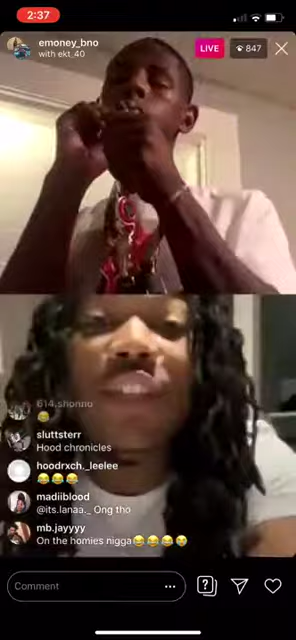 2:37
emoney_bno
with ekt_40
LIVE
847
614.shonno
sluttsterr
Hood chronicles
hoodrxch._leelee
😂😂😂
madiiblood
@its.lanaa._ Ong tho
mb.jayyyy
On the homies nigga😂😂😂😂
Comment